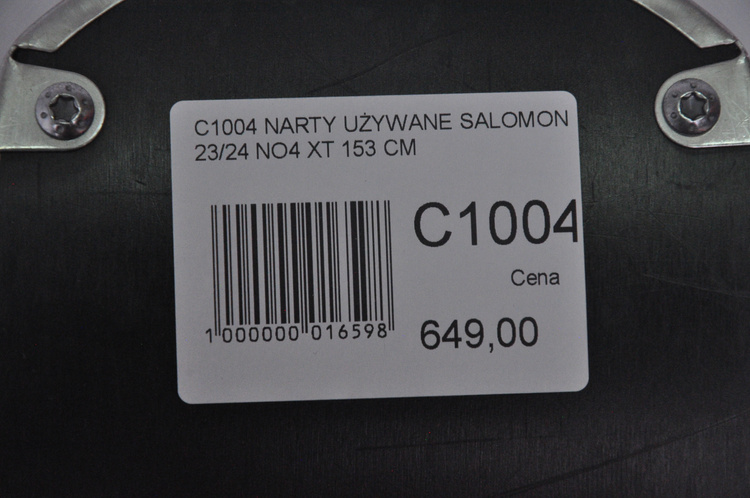 C1004 NARTY UŻYWANE SALOMON
23/24 NO4 XT 153 CM
C1004
Cena
649,00
1 000000 016598